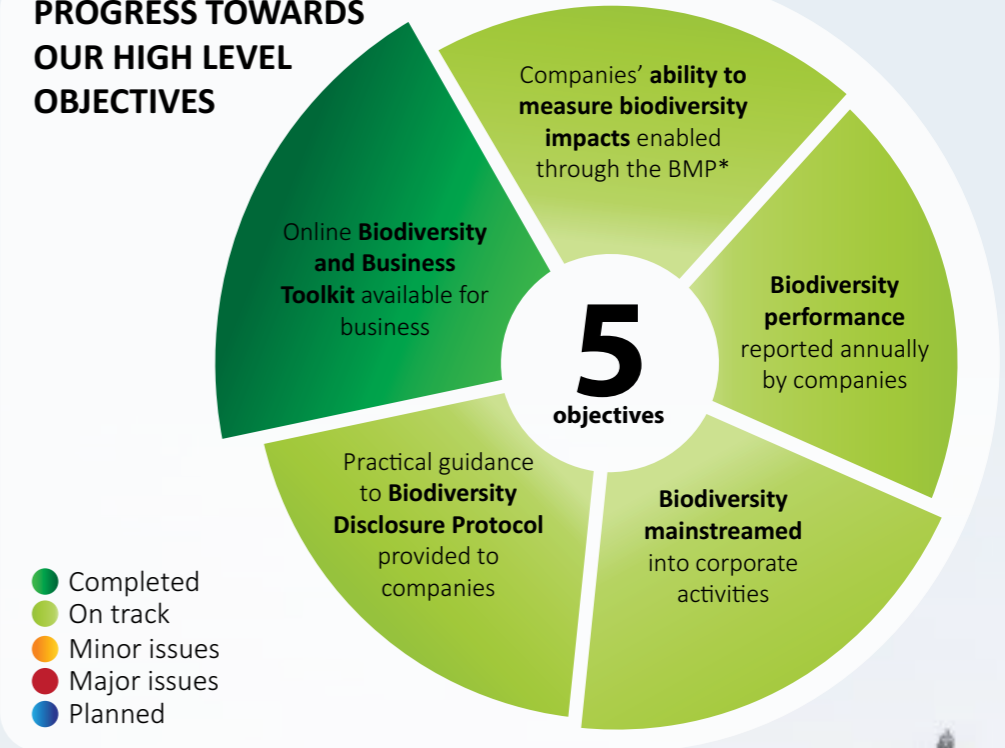 PROGRESS TOWARDS
OUR HIGH LEVEL
OBJECTIVES
Companies’ ability to
measure biodiversity
impacts enabled
through the BMP*
Biodiversity
performance
reported annually
by companies
Biodiversity
mainstreamed
into corporate
activities
Practical guidance
to Biodiversity
Disclosure Protocol
provided to
companies
Online Biodiversity
and Business
Toolkit available for
business
5
objectives
Completed
On track
Minor issues
Major issues
Planned